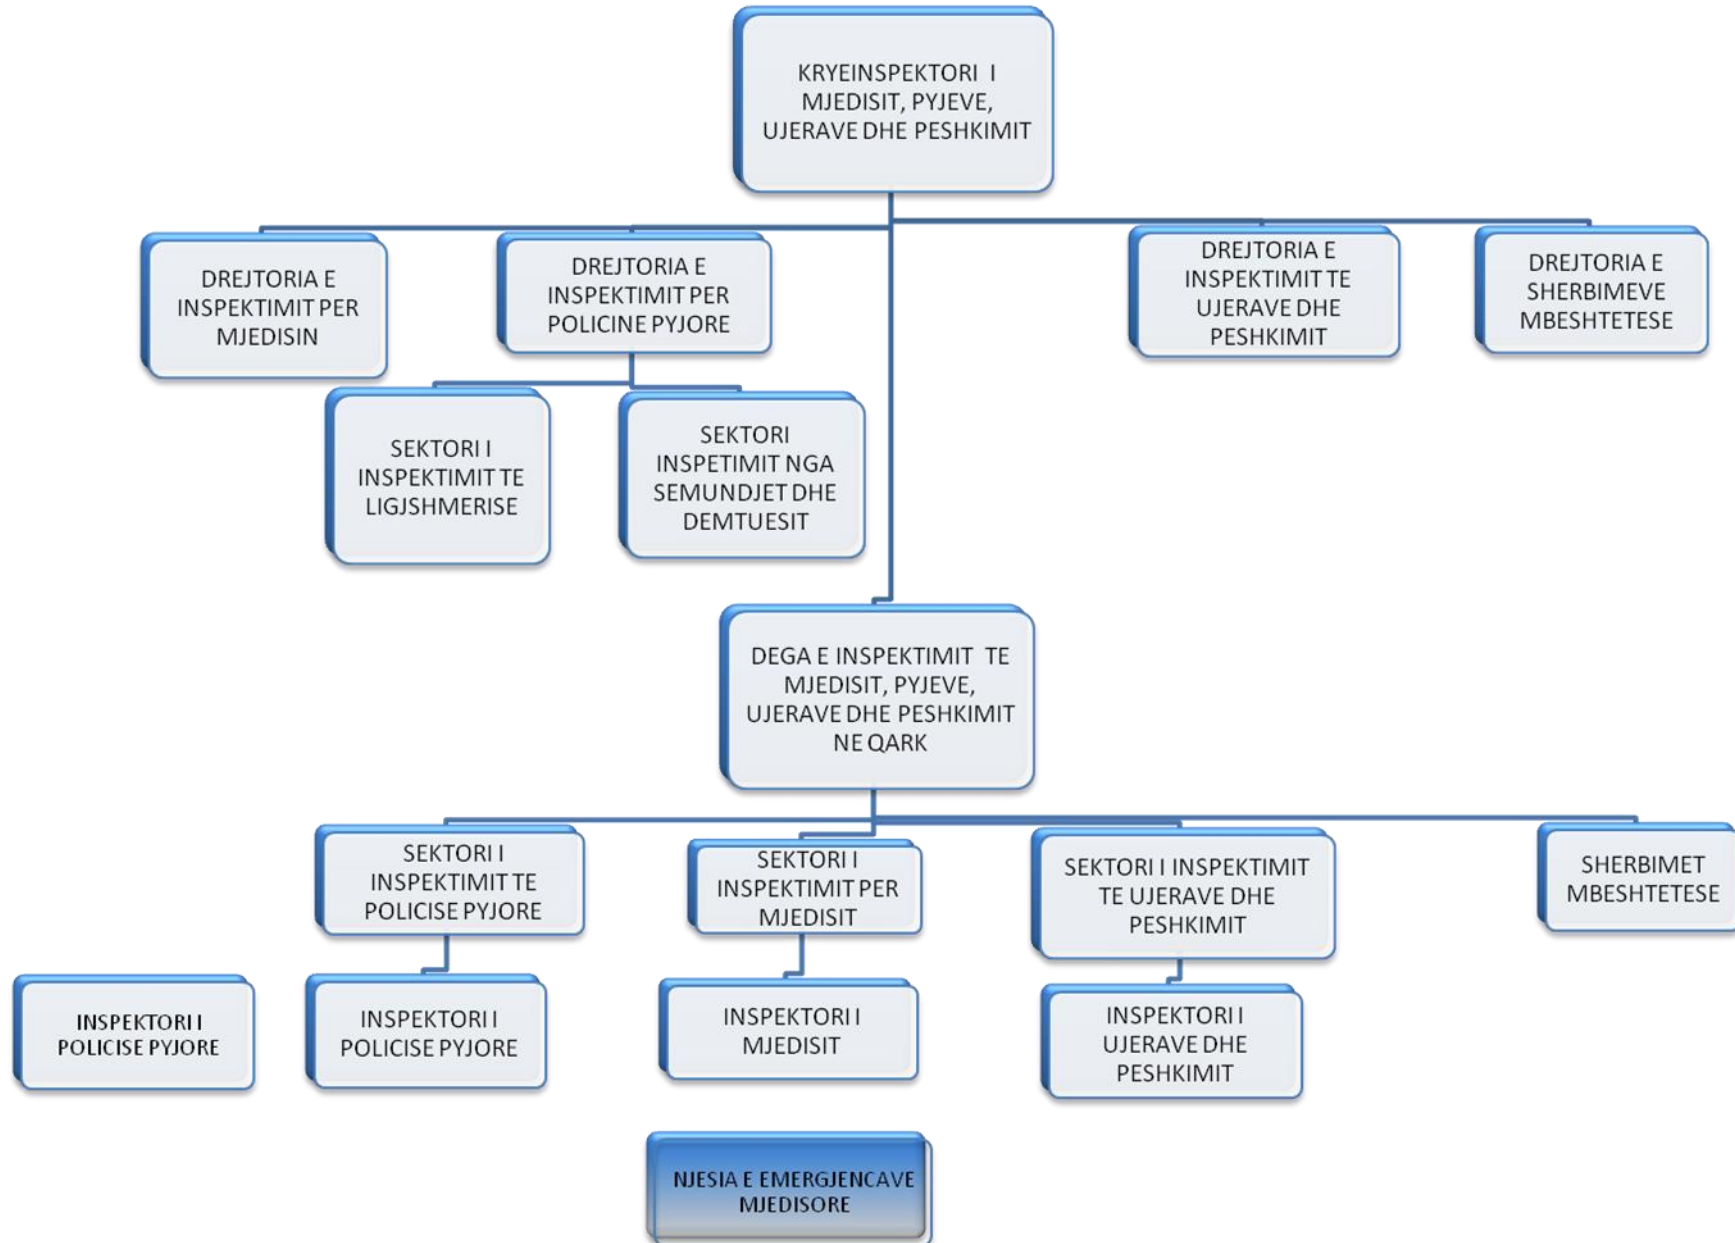 KRYEINSPEKTORI I
MJEDISIT, PYJEVE,
UJERAVE DHE PESHKIMIT
DREJTORIA E
INSPEKTIMIT PER
MJEDISIN
DREJTORIA E
INSPEKTIMIT PER
POLICINE PYJORE
DREJTORIA E
INSPEKTIMIT TE
UJERAVE DHE
PESHKIMIT
DREJTORIA E
SHERBIMEVE
MBESHTETESE
SEKTORI I
INSPEKTIMIT TE
LIGJSHMERISE
SEKTORI
INSPETIMIT NGA
SEMUNDJET DHE
DEMTUESIT
DEGA E INSPEKTIMIT TE
MJEDISIT, PYJEVE,
UJERAVE DHE PESHKIMIT
NE QARK
SEKTORI I
INSPEKTIMIT TE
POLICISE PYJORE
SEKTORI I
INSPEKTIMIT PER
MJEDISIT
SEKTORI I INSPEKTIMIT
TE UJERAVE DHE
PESHKIMIT
SHERBIMET
MBESHTETESE
INSPEKTORI I
POLICISE PYJORE
INSPEKTORI I
POLICISE PYJORE
INSPEKTORI I
MJEDISIT
INSPEKTORI I
UJERAVE DHE
PESHKIMIT
NJESIA E EMERGJENCAVE
MJEDISORE